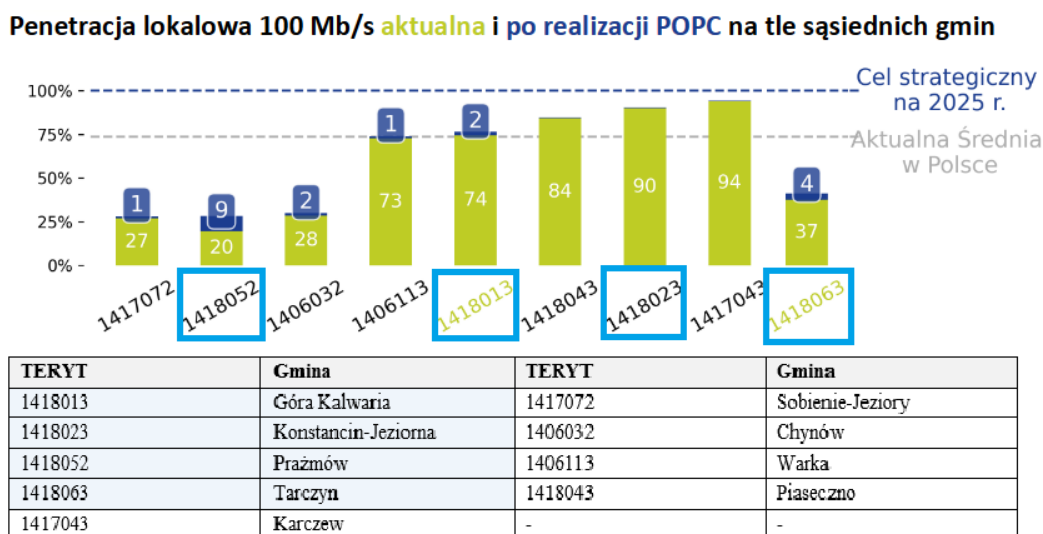 Penetracja lokalowa 100 Mb/s aktualna i po realizacji POPC na tle sąsiednich gmin
Cel strategiczny
na 2025 r.
Aktualna Średnia
w Polsce
100%
75%
50%
25%
0%
1
27
9
20
2
28
1
73
2
74
84
90
94
4
37
1417072 1418052 1406032 1406113 1418013 1418043 1418023 1417043 1418063
TERYT Gmina TERYT Gmina
1418013 Góra Kalwaria 1417072 Sobienie-Jeziory
1418023 Konstancin-Jeziorna 1406032 Chynów
1418052 Prażmów 1406113 Warka
1418063 Tarczyn 1418043 Piaseczno
1417043 Karczew - -